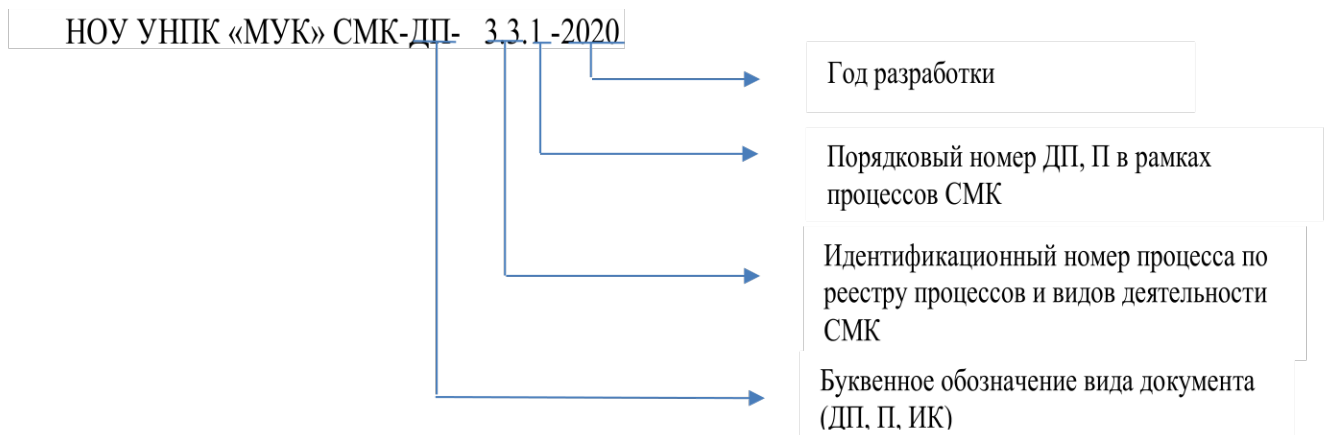 НОУ УНПК «МУК» СМК-ДП- 3.3.1 -2020
Год разработки
Порядковый номер ДП, П в рамках
процессов СМК
Идентификационный номер процесса по
реестру процессов и видов деятельности
СМК
Буквенное обозначение вида документа
(ДП, П, ИК)